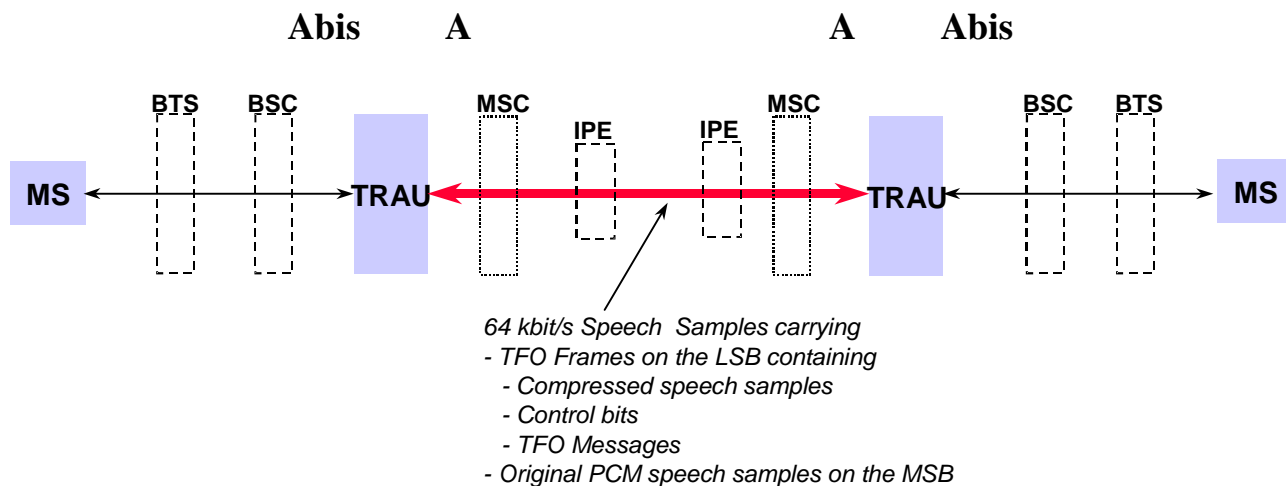 Abis A A Abis
BTS BSC MSC IPE IPE MSC BSC BTS
MS TRAU TRAU MS
64 kbit/s Speech Samples carrying
- TFO Frames on the LSB containing
- Compressed speech samples
- Control bits
- TFO Messages
- Original PCM speech samples on the MSB